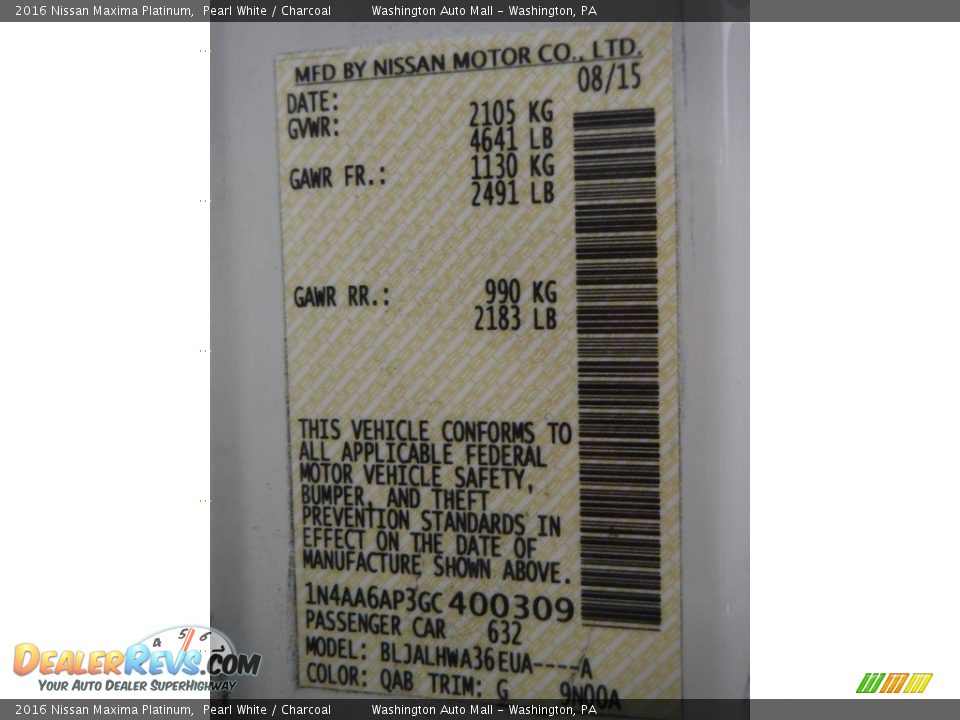 2016 Nissan Maxima Platinum, Pearl White / Charcoal Washington Auto Mall - Washington, PA
MFD BY NISSAN MOTOR CO., LTD.
DATE: 08/15
GVWR: 2105 KG
4641 LB
GAWR FR.: 1130 KG
2491 LB
GAWR RR.: 990 KG
2183 LB
THIS VEHICLE CONFORMS TO
ALL APPLICABLE FEDERAL
MOTOR VEHICLE SAFETY,
BUMPER, AND THEFT
PREVENTION STANDARDS IN
EFFECT ON THE DATE OF
MANUFACTURE SHOWN ABOVE.
1N4AA6AP3GC400309
PASSENGER CAR 632
MODEL: BLJALHWA36EUA----A
COLOR: QAB TRIM: G 9N00A
4 5 6
DEALERREVS.COM
YOUR AUTO DEALER SUPERHIGHWAY
2016 Nissan Maxima Platinum, Pearl White / Charcoal Washington Auto Mall - Washington, PA